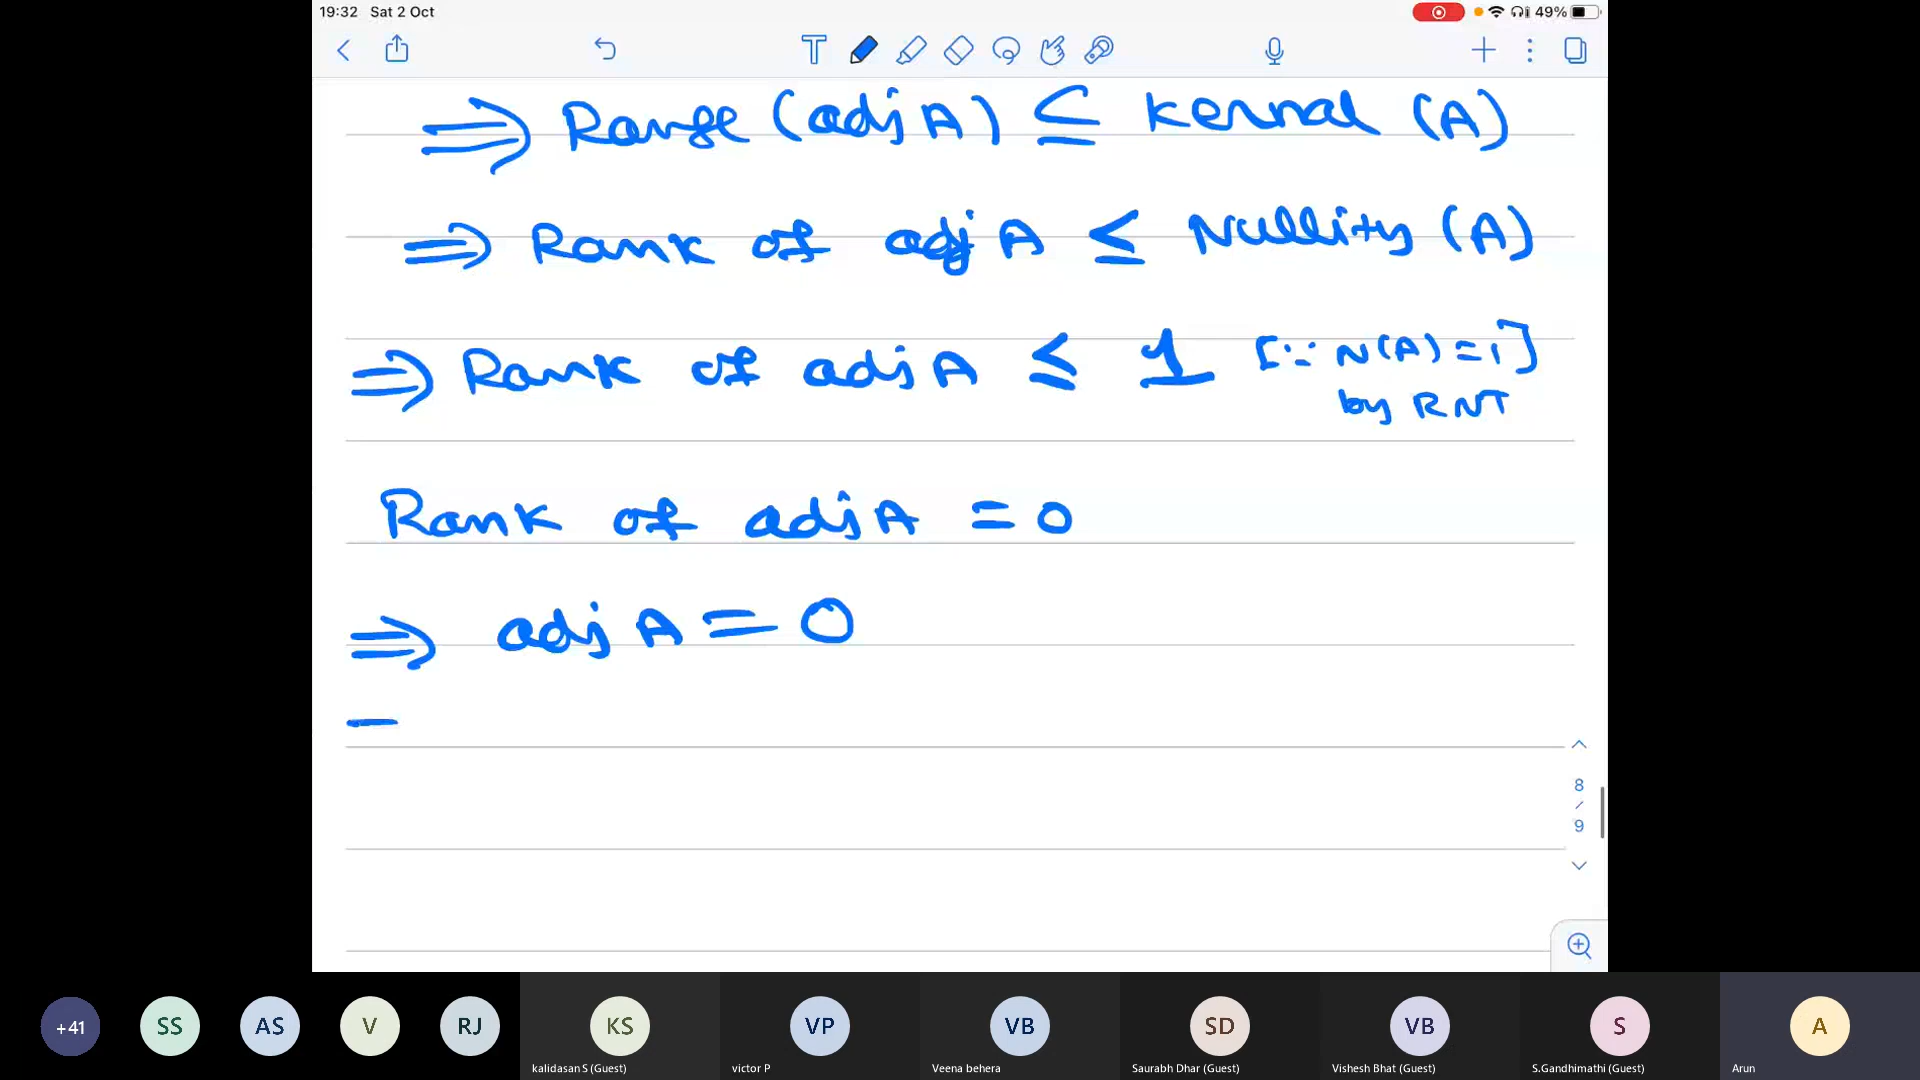 19:32 Sat 2 Oct
49%
⟹ Range (adj A) ⊆ Kernal (A)
⟹ Rank of adj A ≤ Nullity (A)
⟹ Rank of adj A ≤ 1 [∵ N(A) = 1]
by RNT
Rank of adj A = 0
⟹ adj A = 0
8
/
9
+41 SS AS V RJ KS VP VB SD VB S A
kalidasan S (Guest) victor P Veena behera Saurabh Dhar (Guest) Vishesh Bhat (Guest) S.Gandhimathi (Guest) Arun